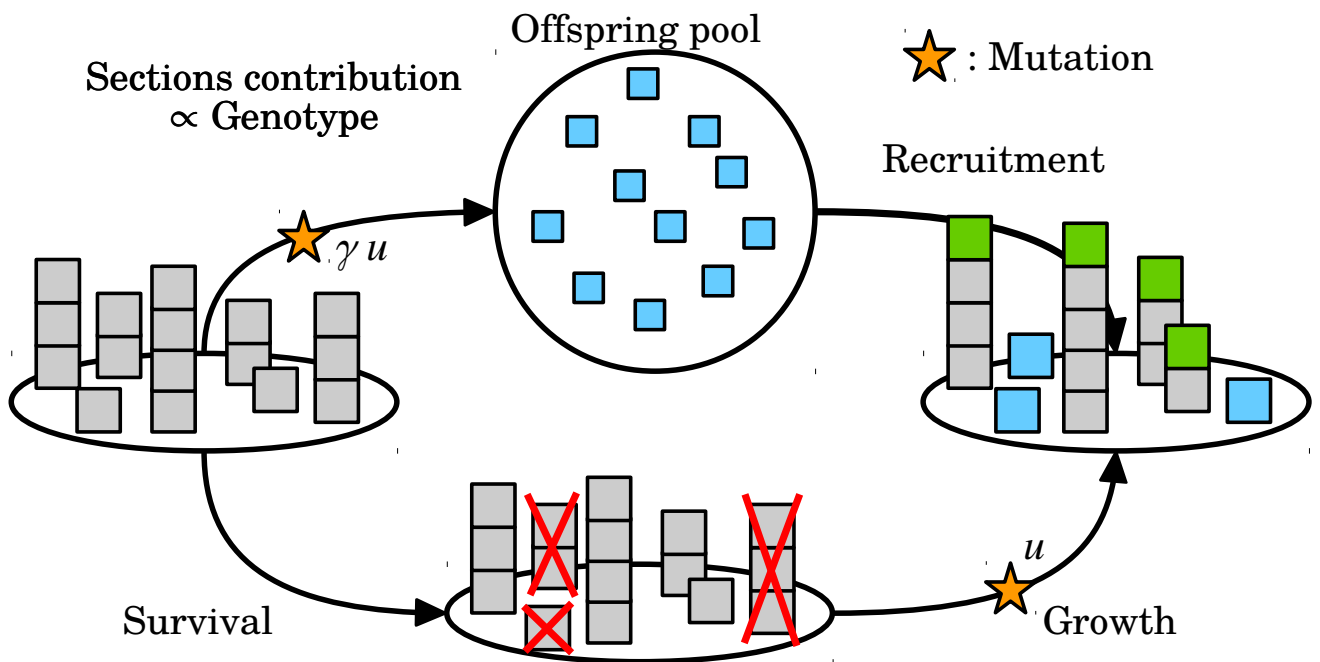 Offspring pool
: Mutation
Sections contribution
∝ Genotype
Recruitment
γ u
u
Survival
Growth